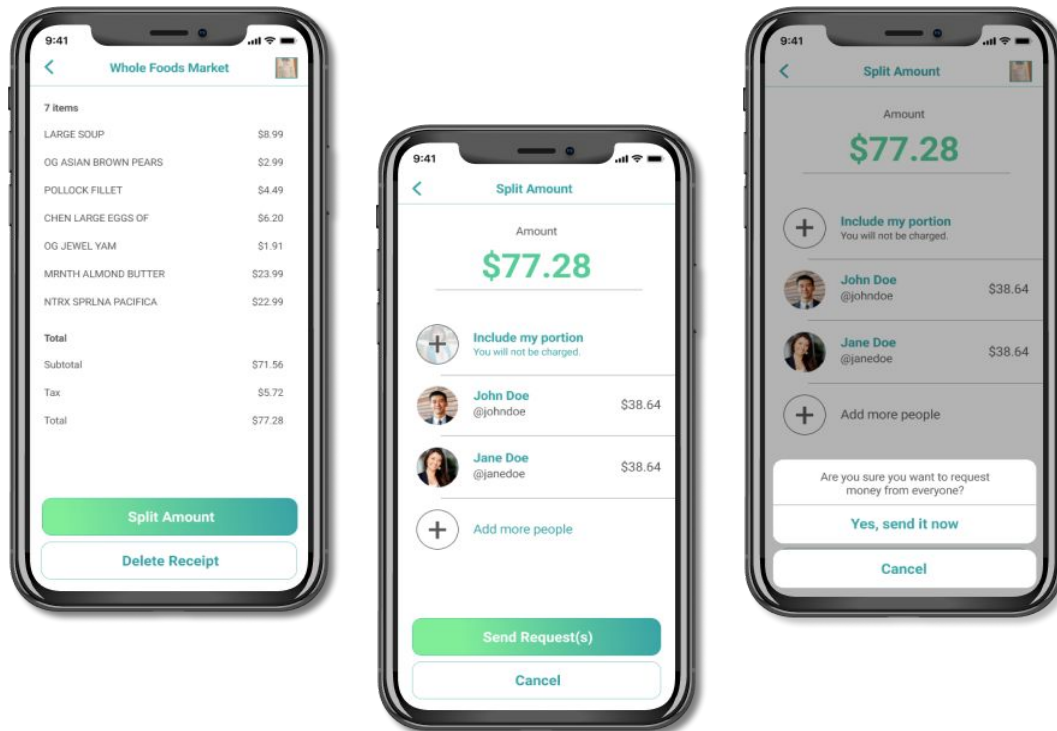 9:41
Whole Foods Market
7 items
LARGE SOUP $8.99
OG ASIAN BROWN PEARS $2.99
POLLOCK FILLET $4.49
CHEN LARGE EGGS OF $6.20
OG JEWEL YAM $1.91
MRNTH ALMOND BUTTER $23.99
NTRX SPRLNA PACIFICA $22.99
Total
Subtotal $71.56
Tax $5.72
Total $77.28
Split Amount
Delete Receipt
9:41
Split Amount
Amount
$77.28
Include my portion
You will not be charged.
John Doe
@johndoe $38.64
Jane Doe
@janedoe $38.64
Add more people
Send Request(s)
Cancel
9:41
Split Amount
Amount
$77.28
Include my portion
You will not be charged.
John Doe
@johndoe $38.64
Jane Doe
@janedoe $38.64
Add more people
Are you sure you want to request
money from everyone?
Yes, send it now
Cancel